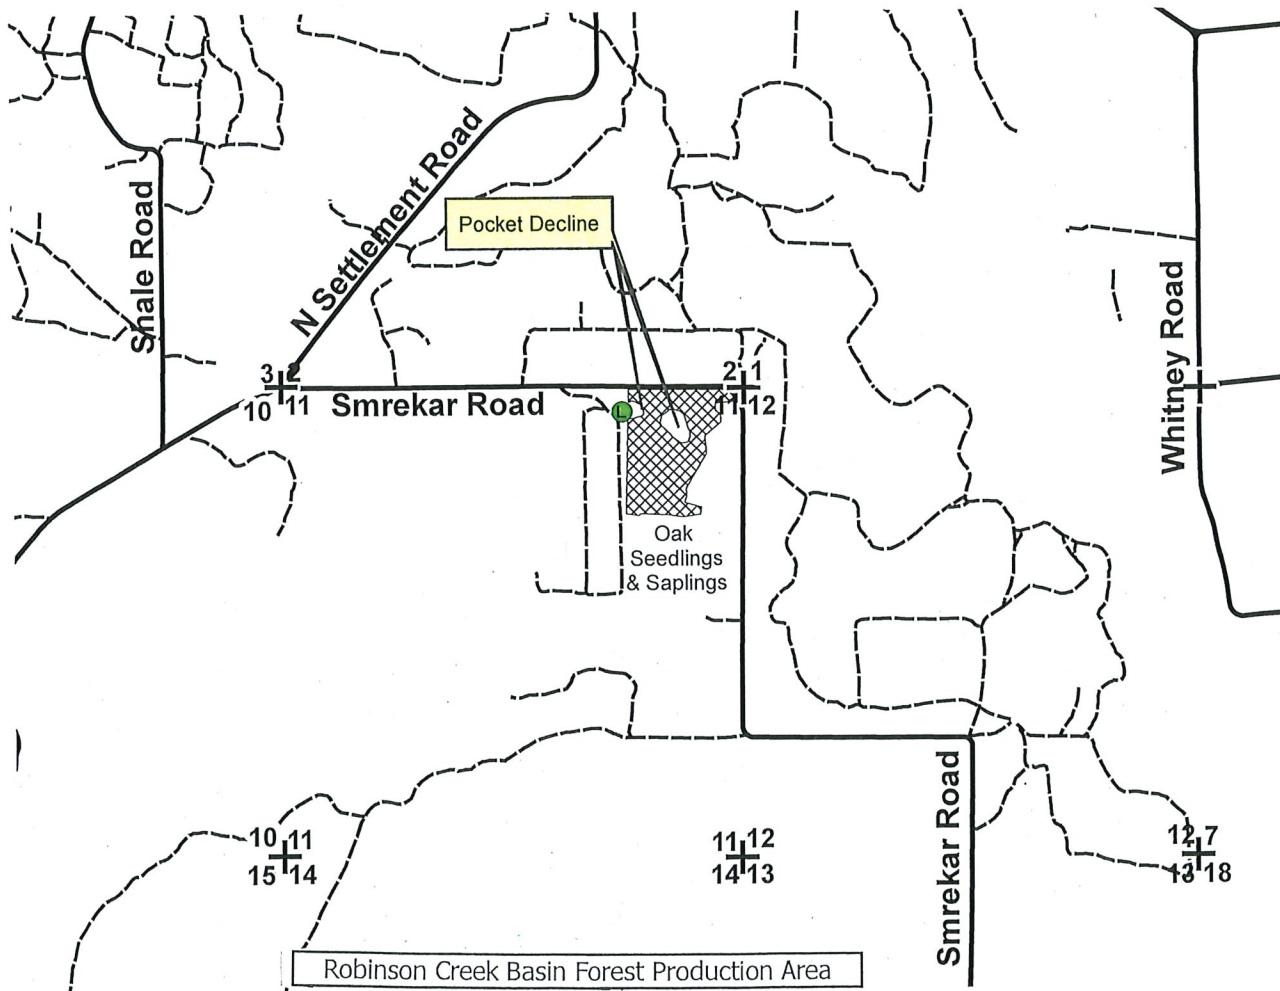 N Settlement Road
Pocket Decline
Shale Road
Whitney Road
3 2
10 11
Smrekar Road
2 1
11 12
L
Oak
Seedlings
& Saplings
Smrekar Road
10 11
15 14
11 12
14 13
12 7
13 18
Robinson Creek Basin Forest Production Area